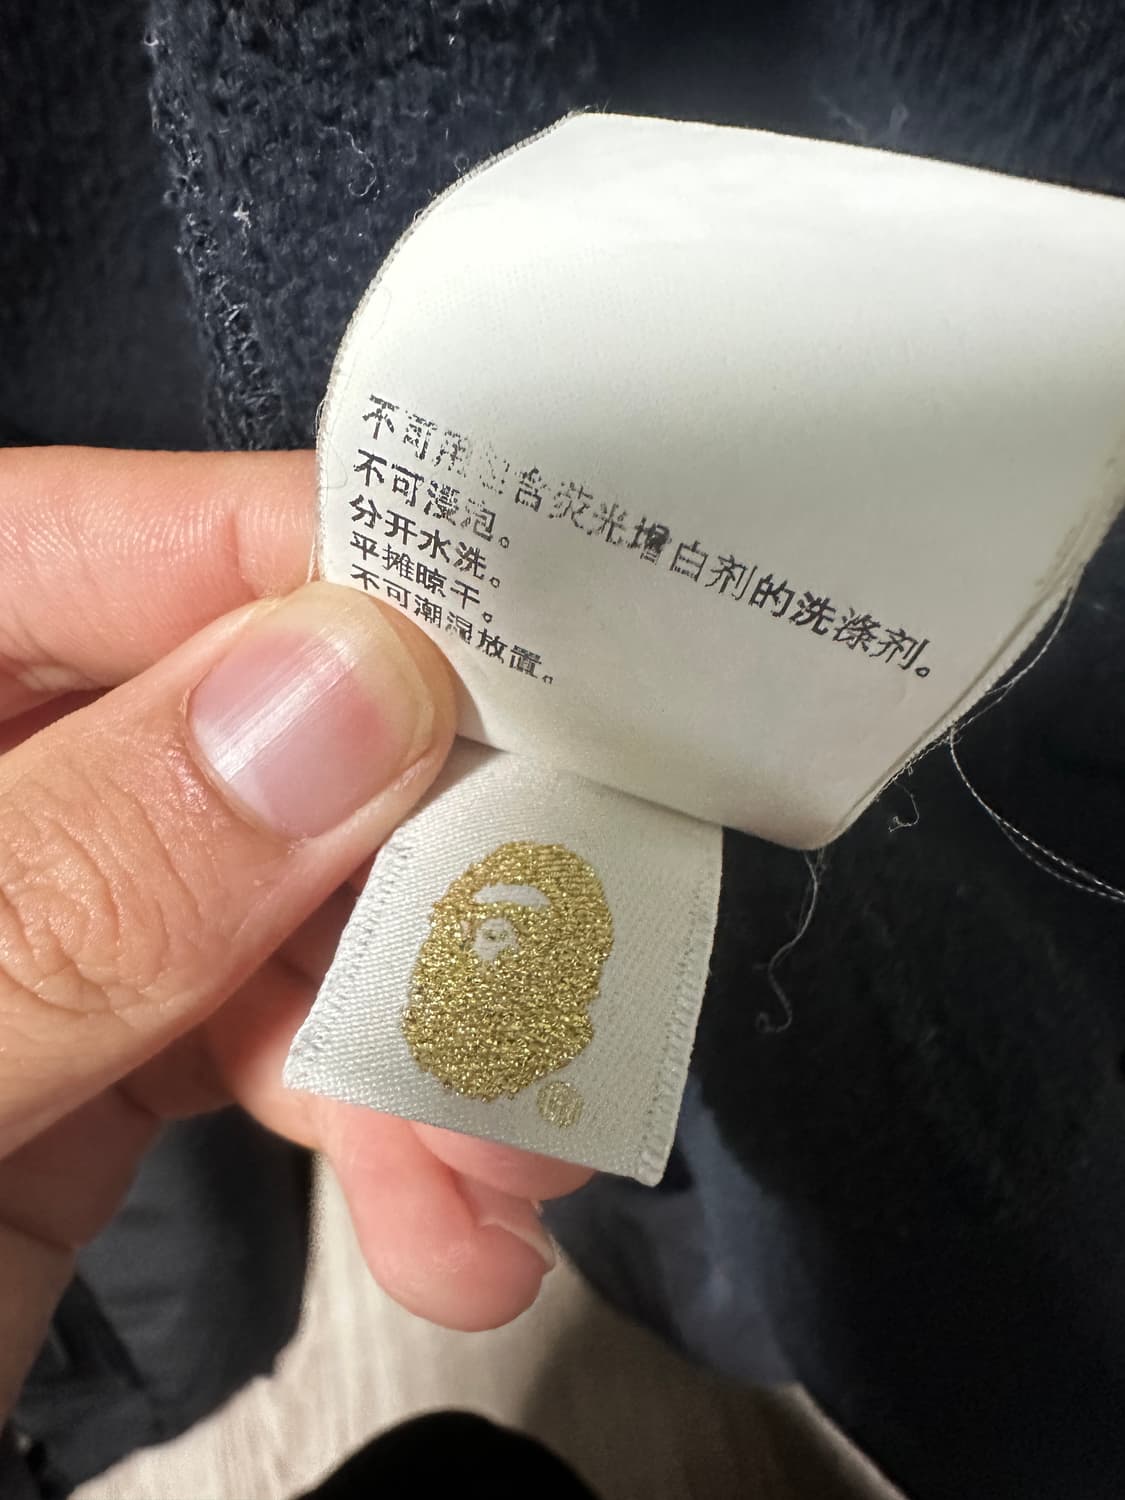 不可用包含荧光增白剂的洗涤剂。
不可浸泡。
分开水洗。
平摊晾干。
不可潮湿放置。